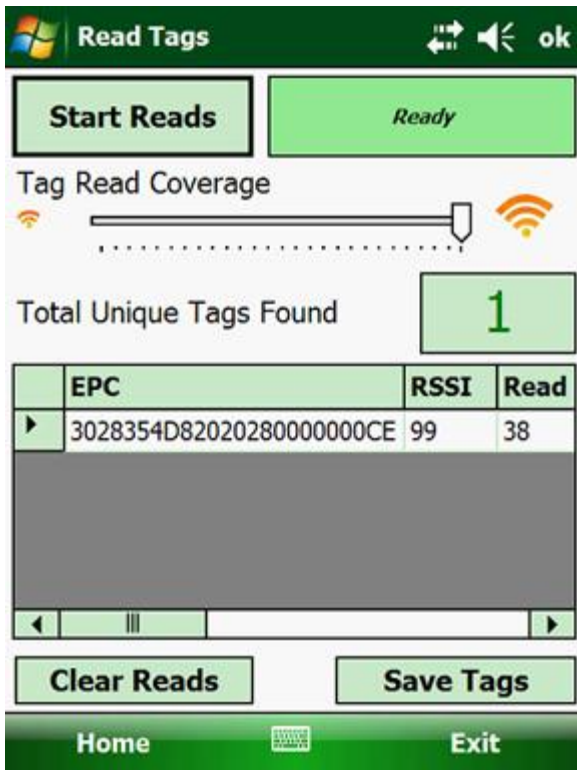 Read Tags ok
Start Reads Ready
Tag Read Coverage
Total Unique Tags Found 1
EPC RSSI Read
3028354D82020280000000CE 99 38
Clear Reads Save Tags
Home Exit